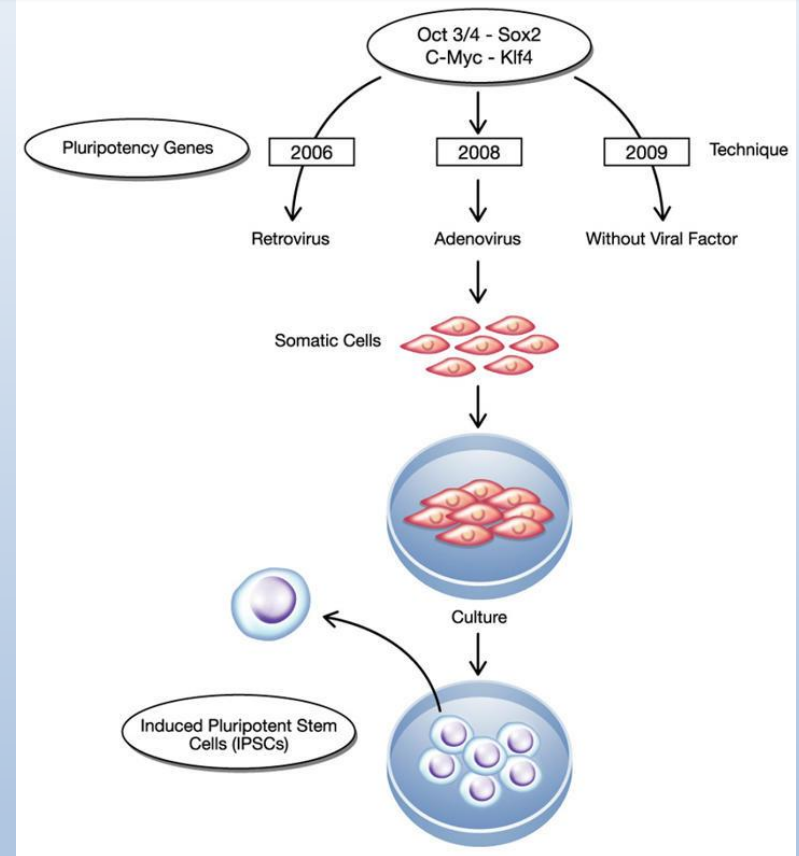 Oct 3/4 - Sox2
C-Myc - Klf4
Pluripotency Genes
2006
2008
2009
Technique
Retrovirus
Adenovirus
Without Viral Factor
Somatic Cells
Culture
Induced Pluripotent Stem
Cells (IPSCs)